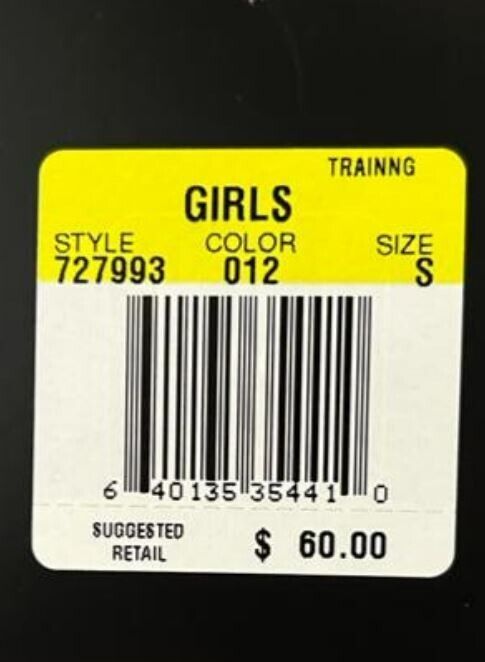 TRAINNG
GIRLS
STYLE COLOR SIZE
727993 012 S
6 40135 35441 0
SUGGESTED
RETAIL $ 60.00